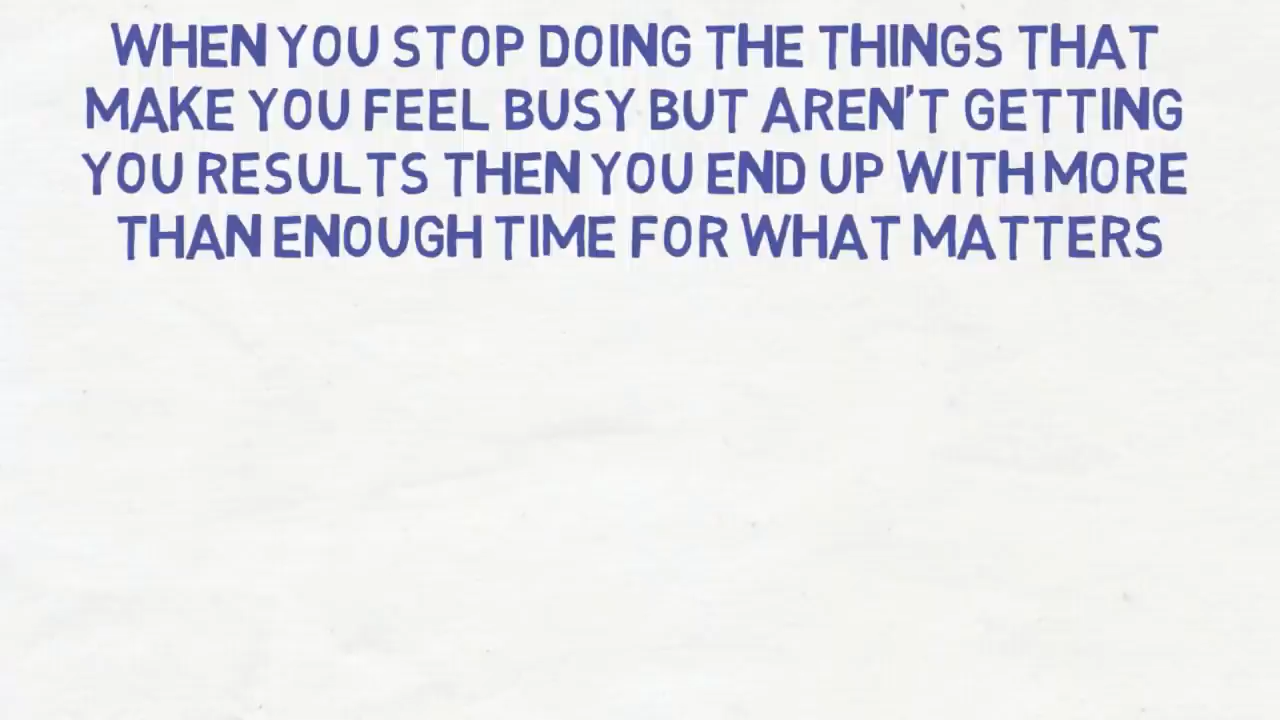 WHEN YOU STOP DOING THE THINGS THAT
MAKE YOU FEEL BUSY BUT AREN'T GETTING
YOU RESULTS THEN YOU END UP WITH MORE
THAN ENOUGH TIME FOR WHAT MATTERS